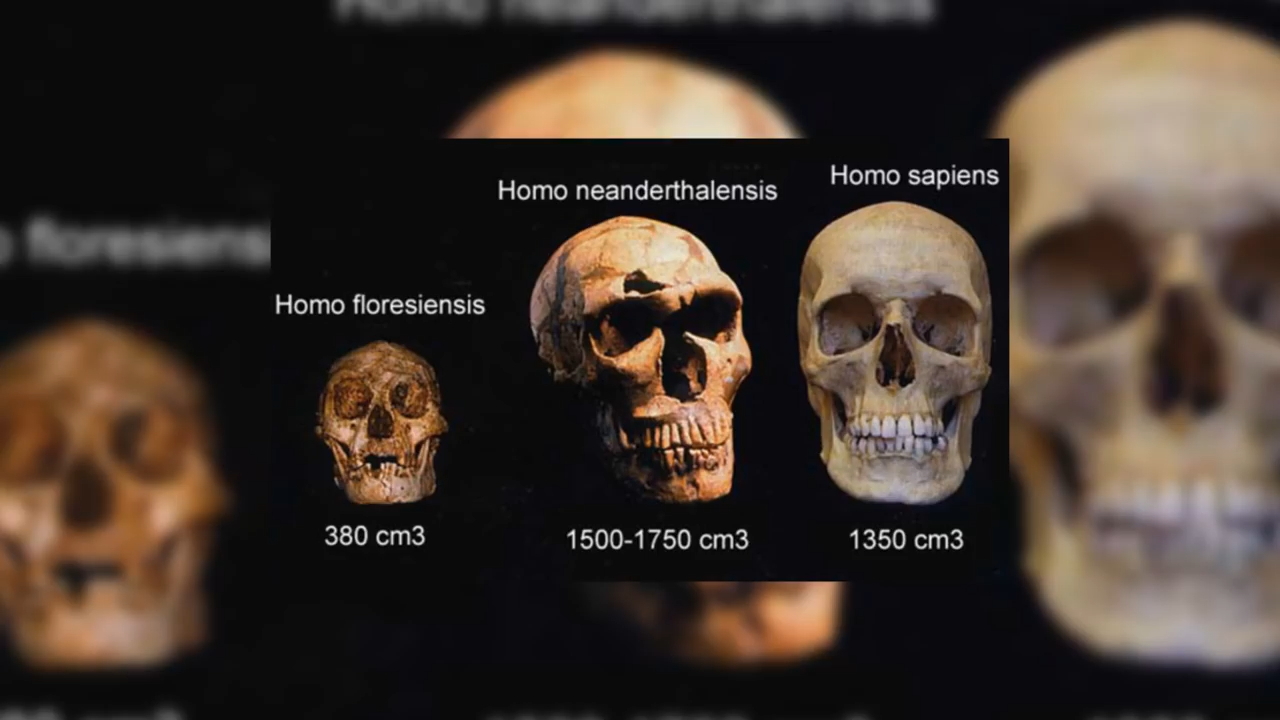 Homo floresiensis
380 cm3
Homo neanderthalensis
1500-1750 cm3
Homo sapiens
1350 cm3